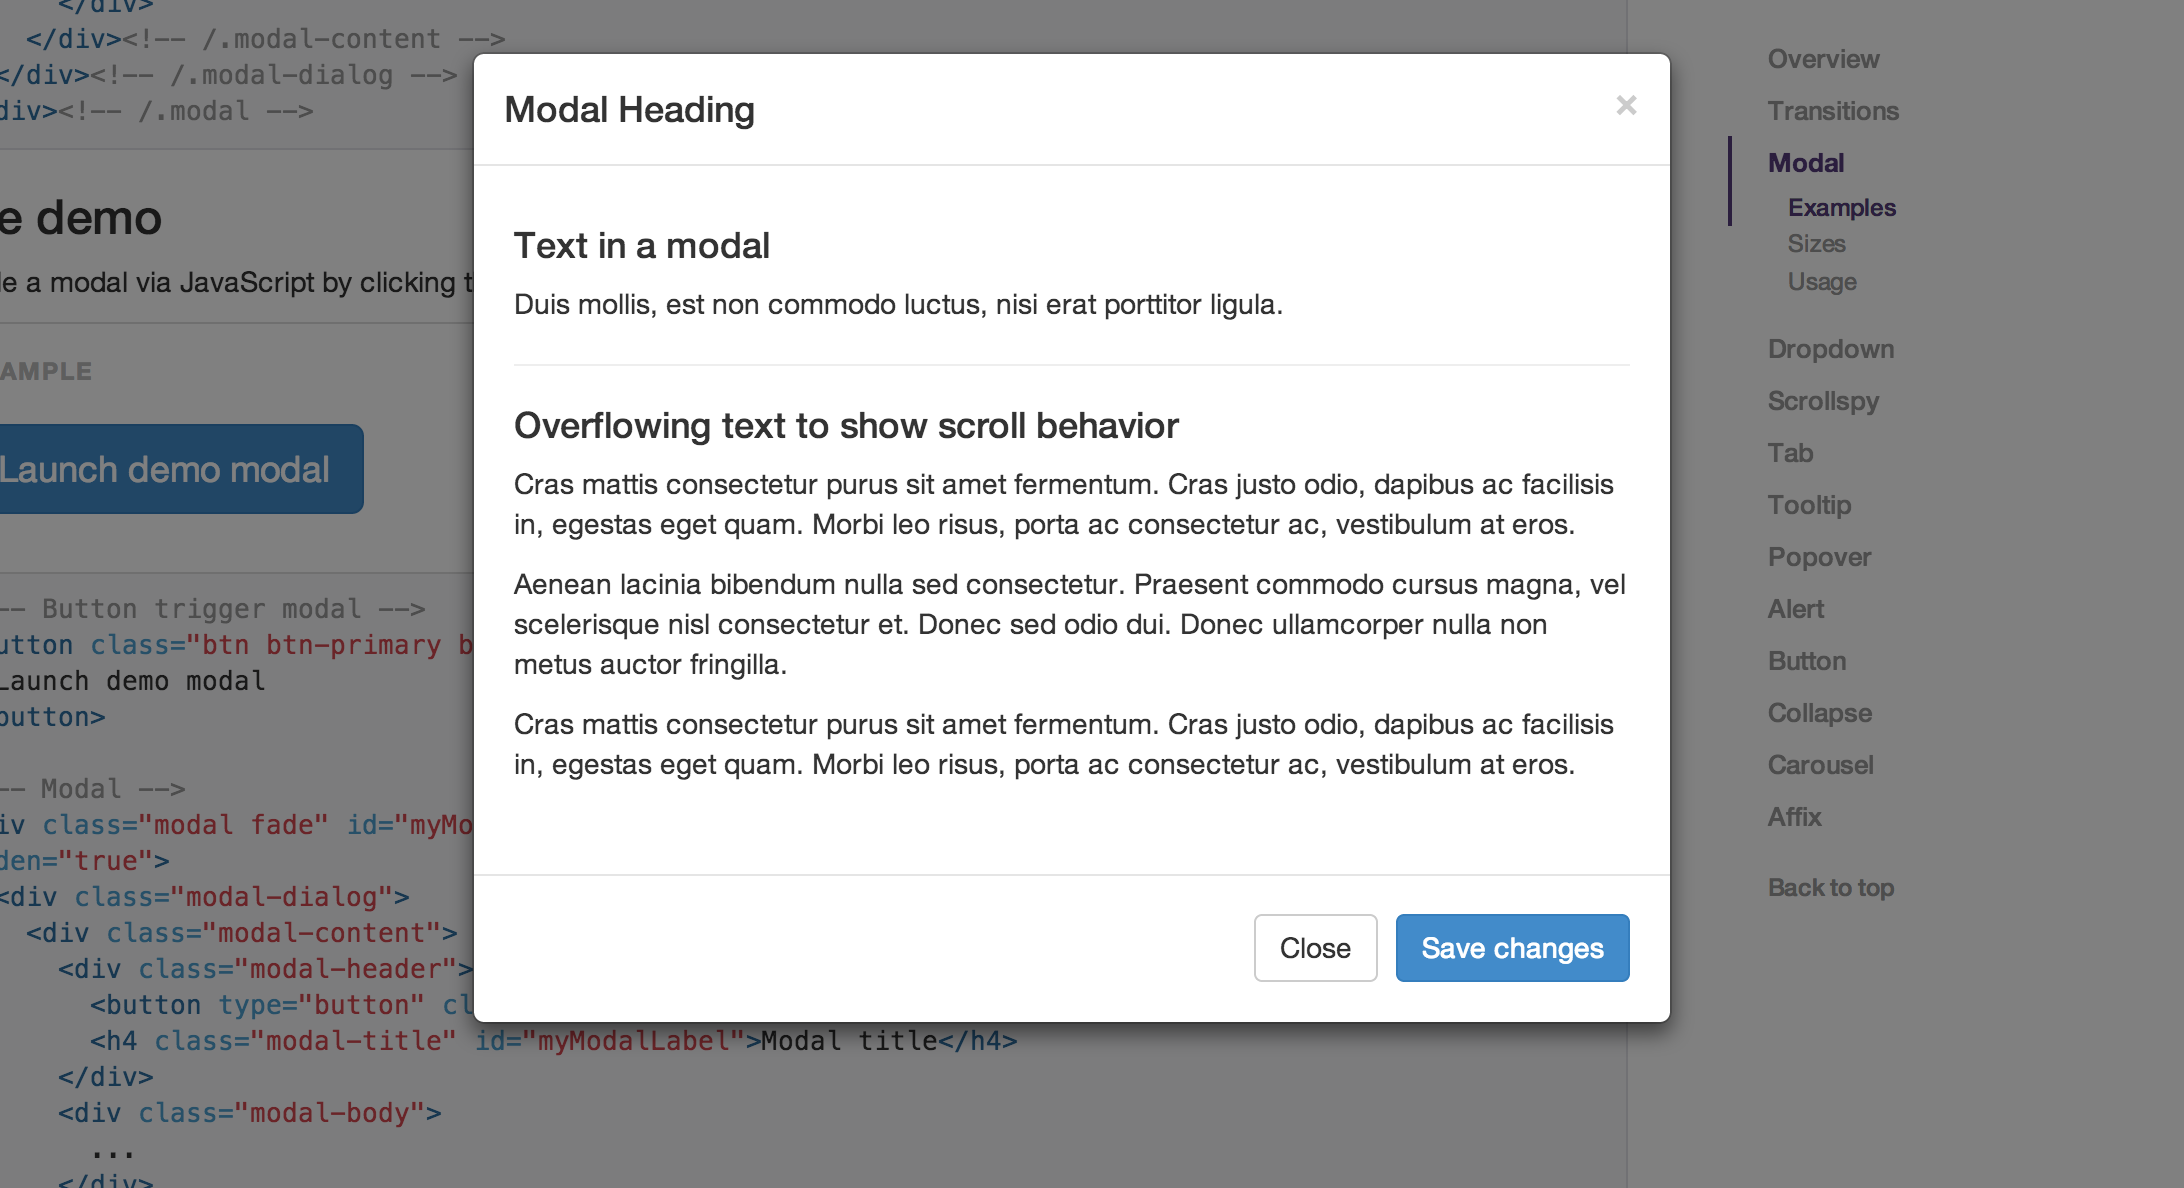 </div>
</div><!-- /.modal-content -->
</div><!-- /.modal-dialog -->
div><!-- /.modal -->
e demo
le a modal via JavaScript by clicking t
AMPLE
Launch demo modal
-- Button trigger modal -->
utton class="btn btn-primary b
Launch demo modal
button>
-- Modal -->
iv class="modal fade" id="myMo
den="true">
<div class="modal-dialog">
<div class="modal-content">
<div class="modal-header">
<button type="button" cl
<h4 class="modal-title" id="myModalLabel">Modal title</h4>
</div>
<div class="modal-body">
...
</div>
Modal Heading
×
Text in a modal
Duis mollis, est non commodo luctus, nisi erat porttitor ligula.
Overflowing text to show scroll behavior
Cras mattis consectetur purus sit amet fermentum. Cras justo odio, dapibus ac facilisis
in, egestas eget quam. Morbi leo risus, porta ac consectetur ac, vestibulum at eros.
Aenean lacinia bibendum nulla sed consectetur. Praesent commodo cursus magna, vel
scelerisque nisl consectetur et. Donec sed odio dui. Donec ullamcorper nulla non
metus auctor fringilla.
Cras mattis consectetur purus sit amet fermentum. Cras justo odio, dapibus ac facilisis
in, egestas eget quam. Morbi leo risus, porta ac consectetur ac, vestibulum at eros.
Close
Save changes
Overview
Transitions
Modal
Examples
Sizes
Usage
Dropdown
Scrollspy
Tab
Tooltip
Popover
Alert
Button
Collapse
Carousel
Affix
Back to top